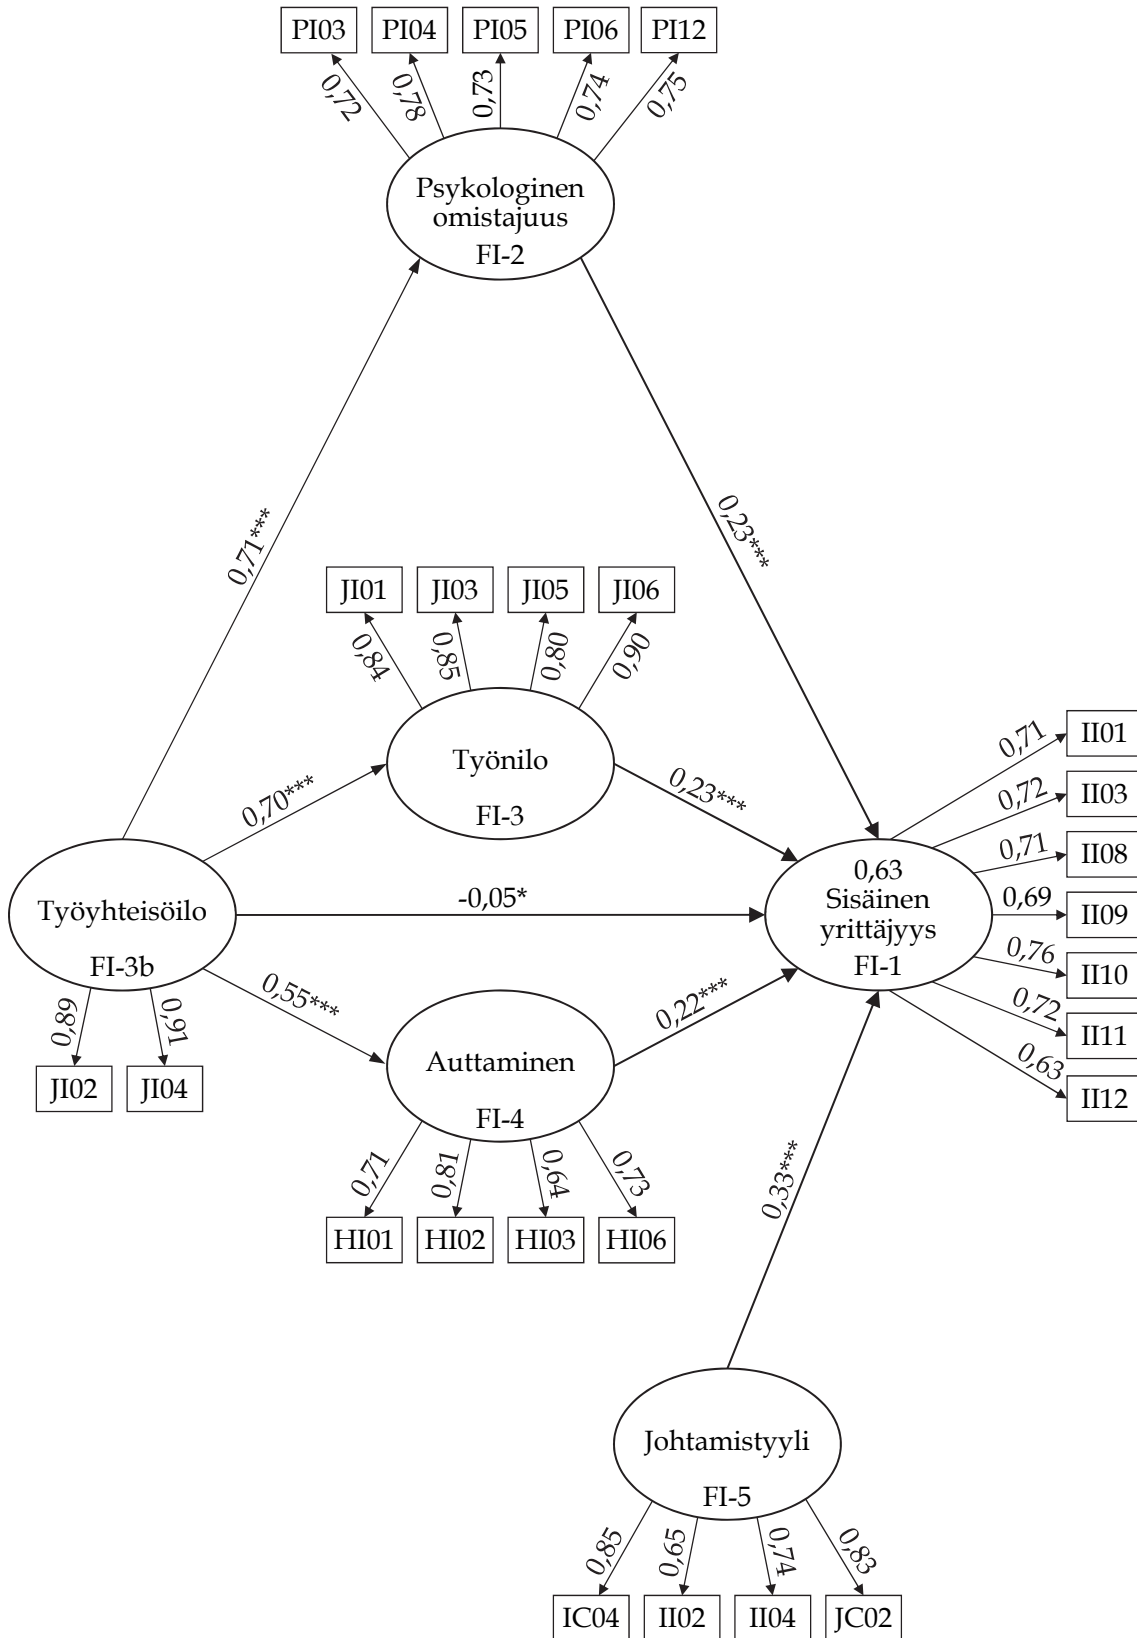 PI03 PI04 PI05 PI06 PI12
0,72 0,78 0,73 0,74 0,75
Psykologinen
omistajuus
FI-2
0,71***
0,23***
JI01 JI03 JI05 JI06
0,84 0,85 0,80 0,90
Työnilo
FI-3
0,70***
0,23***
Työyhteisöilo
FI-3b
-0,05*
0,63
Sisäinen
yrittäjyys
FI-1
0,71 II01
0,72 II03
0,71 II08
0,69 II09
0,76 II10
0,72 II11
0,63 II12
0,89 0,91
JI02 JI04
0,55***
0,22***
Auttaminen
FI-4
0,71 0,81 0,64 0,73
HI01 HI02 HI03 HI06
0,33***
Johtamistyyli
FI-5
0,85 0,65 0,74 0,83
IC04 II02 II04 JC02